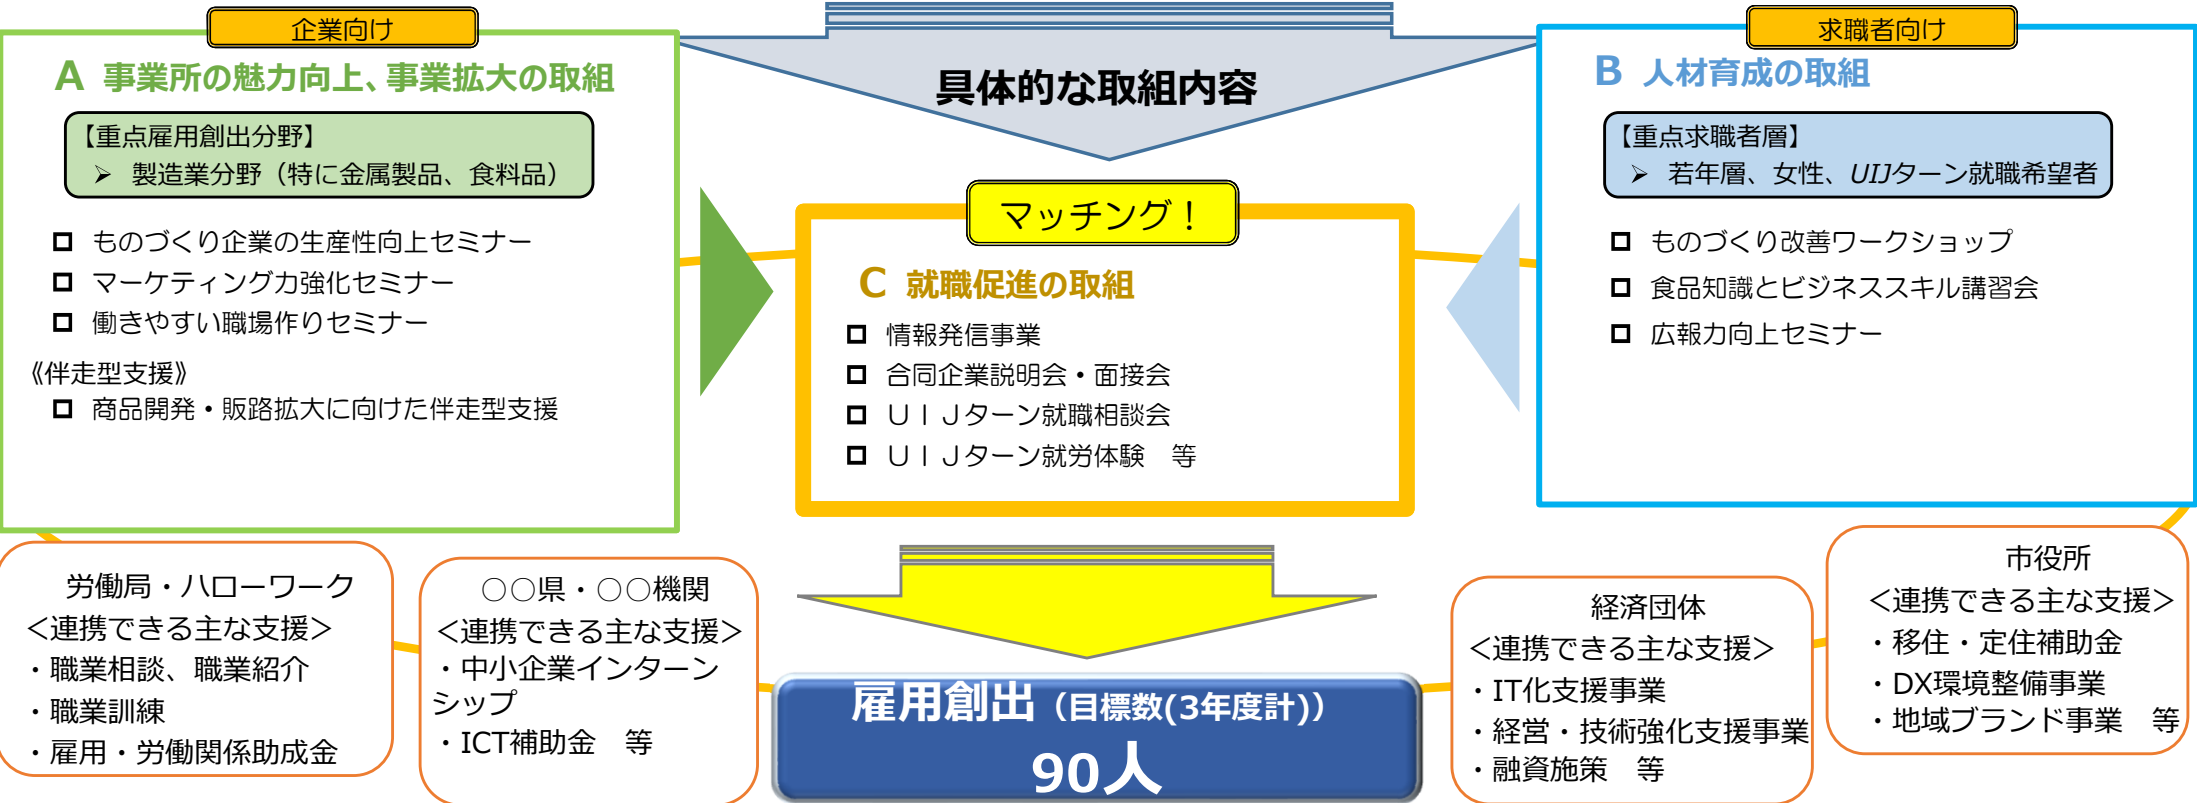 企業向け
A 事業所の魅力向上、事業拡大の取組
【重点雇用創出分野】
➢ 製造業分野（特に金属製品、食料品）
ものづくり企業の生産性向上セミナー
マーケティング力強化セミナー
働きやすい職場作りセミナー
《伴走型支援》
商品開発・販路拡大に向けた伴走型支援
具体的な取組内容
マッチング！
C 就職促進の取組
情報発信事業
合同企業説明会・面接会
ＵＩＪターン就職相談会
ＵＩＪターン就労体験　等
求職者向け
B 人材育成の取組
【重点求職者層】
➢ 若年層、女性、UIJターン就職希望者
ものづくり改善ワークショップ
食品知識とビジネススキル講習会
広報力向上セミナー
労働局・ハローワーク
＜連携できる主な支援＞
・職業相談、職業紹介
・職業訓練
・雇用・労働関係助成金
○○県・○○機関
＜連携できる主な支援＞
・中小企業インターン
シップ
・ICT補助金　等
雇用創出（目標数(3年度計)）
90人
経済団体
＜連携できる主な支援＞
・IT化支援事業
・経営・技術強化支援事業
・融資施策　等
市役所
＜連携できる主な支援＞
・移住・定住補助金
・DX環境整備事業
・地域ブランド事業　等